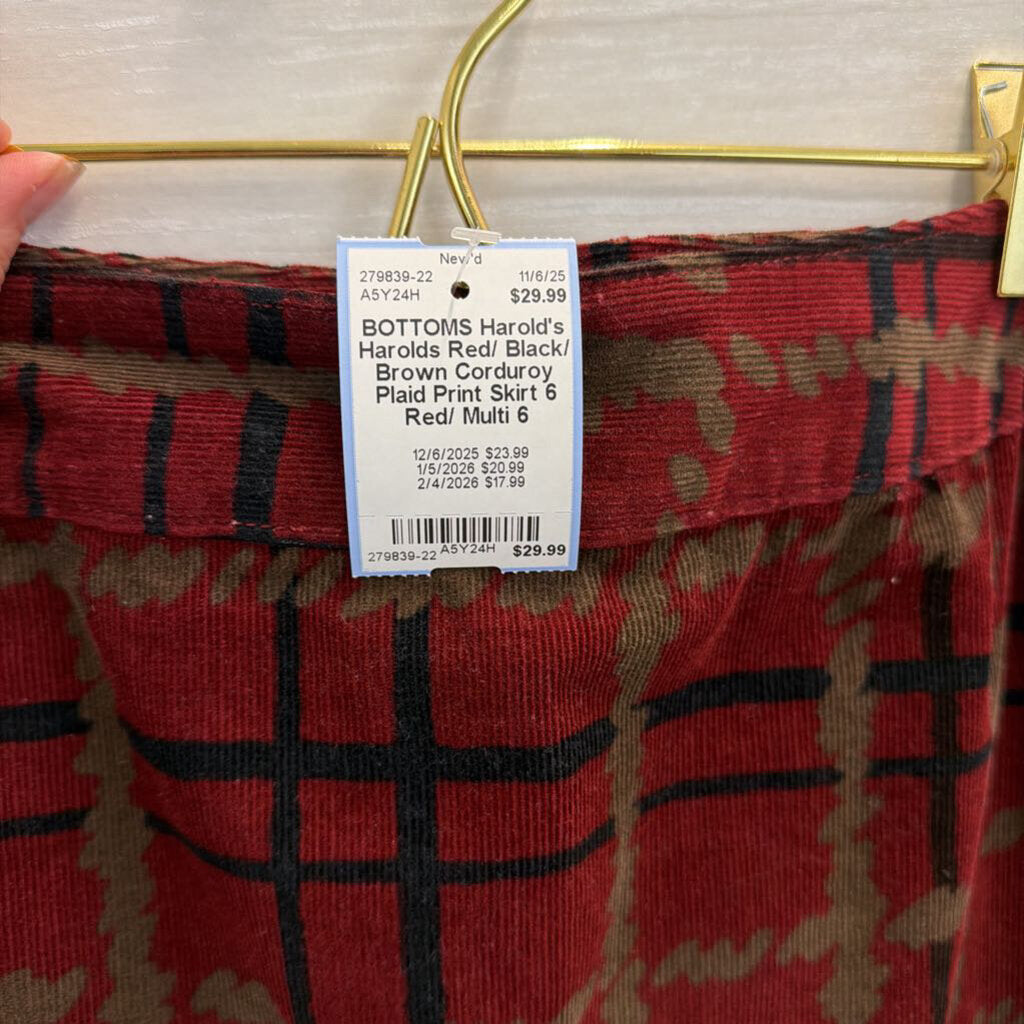 New'd
279839-22 11/6/25
A5Y24H $29.99
BOTTOMS Harold's
Harolds Red/ Black/
Brown Corduroy
Plaid Print Skirt 6
Red/ Multi 6
12/6/2025 $23.99
1/5/2026 $20.99
2/4/2026 $17.99
279839-22 A5Y24H $29.99